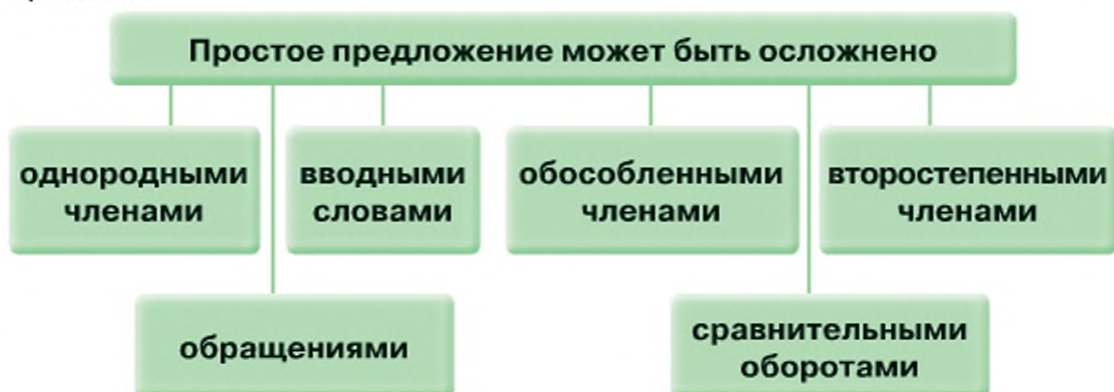 Простое предложение может быть осложнено
однородными
членами
вводными
словами
обособленными
членами
второстепенными
членами
обращениями
сравнительными
оборотами